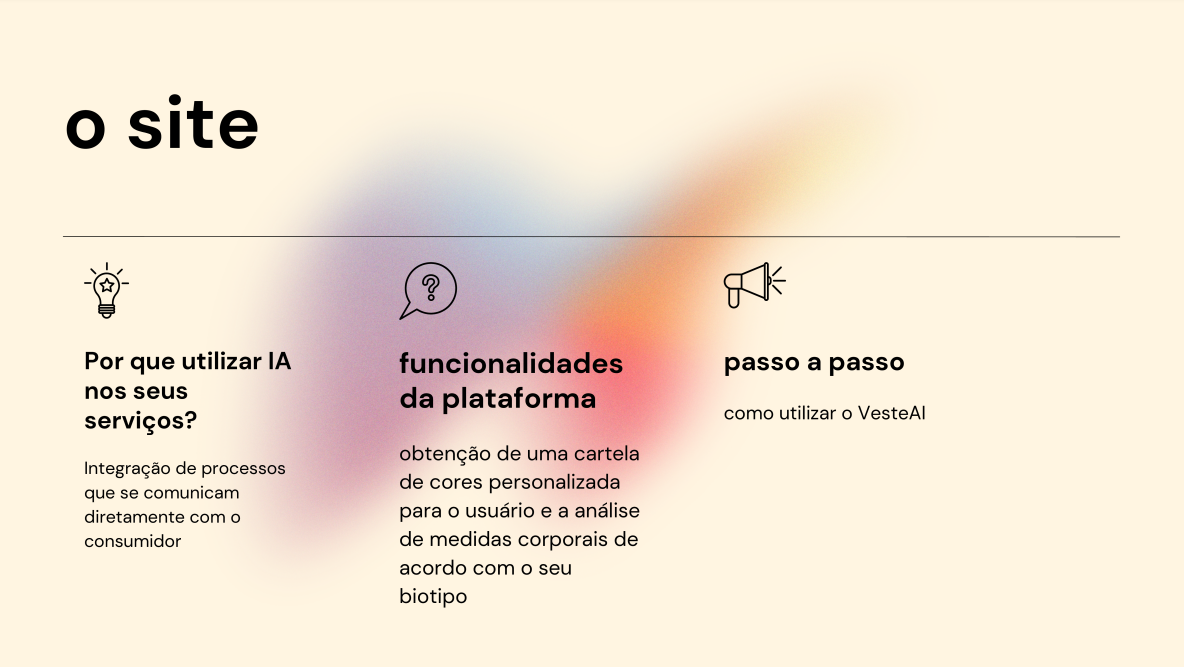 o site
Por que utilizar IA
nos seus
serviços?
Integração de processos
que se comunicam
diretamente com o
consumidor
funcionalidades
da plataforma
obtenção de uma cartela
de cores personalizada
para o usuário e a análise
de medidas corporais de
acordo com o seu
biotipo
passo a passo
como utilizar o VesteAI